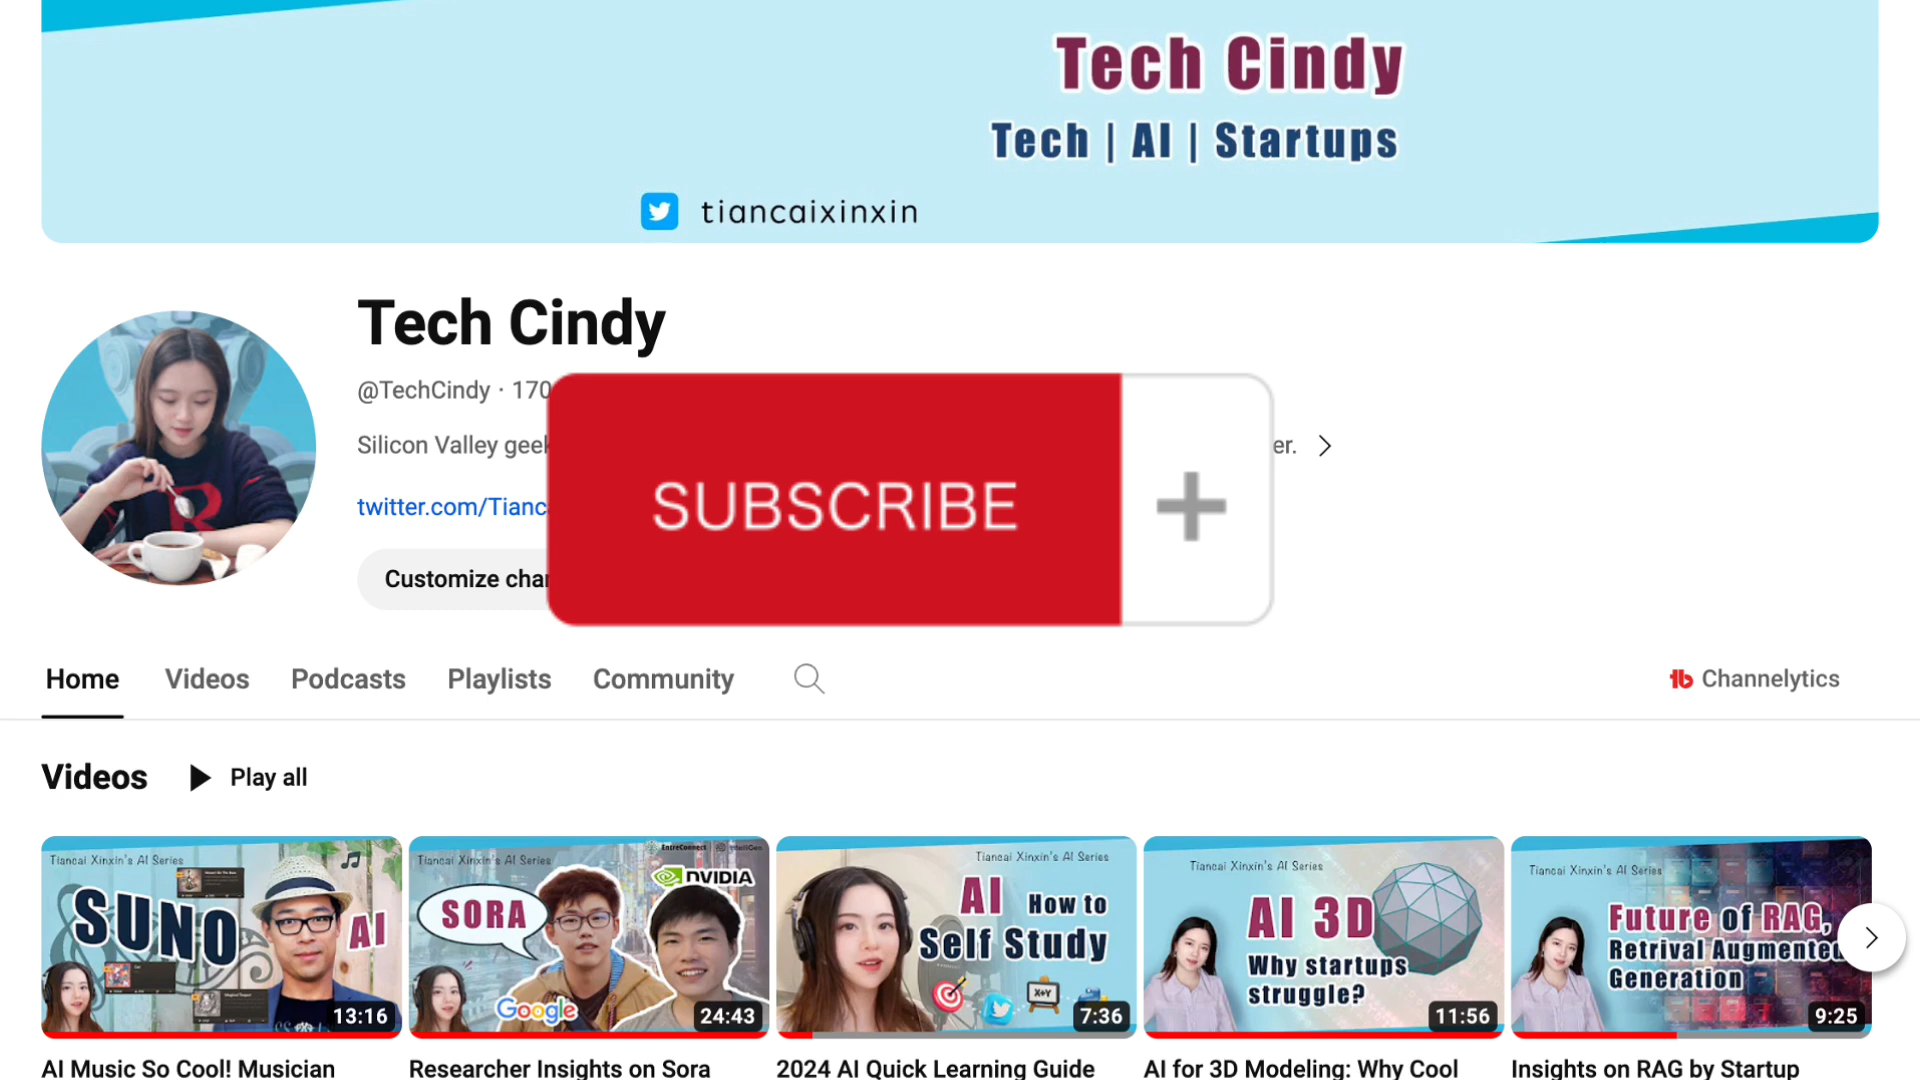 Tech Cindy
Tech | AI | Startups
tiancaixinxin
Tech Cindy
@TechCindy · 170
Silicon Valley geek
er.
twitter.com/Tianc
Customize chan
SUBSCRIBE
+
Home
Videos
Podcasts
Playlists
Community
Channelytics
Videos
Play all
Tiancai Xinxin's AI Series
SUNO
AI
13:16
AI Music So Cool! Musician
Tiancai Xinxin's AI Series
EntreConnect
SORA
NVIDIA
Google
24:43
Researcher Insights on Sora
Tiancai Xinxin's AI Series
AI How to
Self Study
X+Y
7:36
2024 AI Quick Learning Guide
Tiancai Xinxin's AI Series
AI 3D
Why startups
struggle?
11:56
AI for 3D Modeling: Why Cool
Tiancai Xinxin's AI Series
Future of RAG,
Retrival Augmented
Generation
9:25
Insights on RAG by Startup